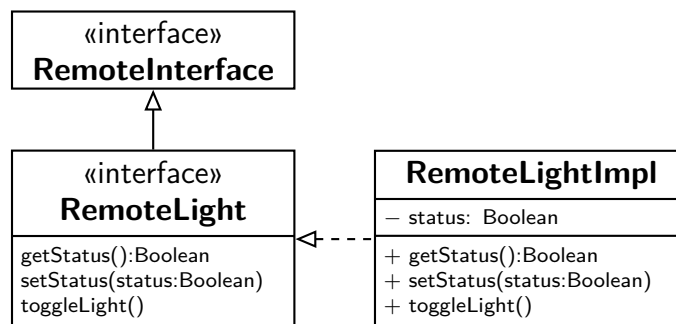 «interface»
RemoteInterface
«interface»
RemoteLight
getStatus():Boolean
setStatus(status:Boolean)
toggleLight()
RemoteLightImpl
− status: Boolean
+ getStatus():Boolean
+ setStatus(status:Boolean)
+ toggleLight()